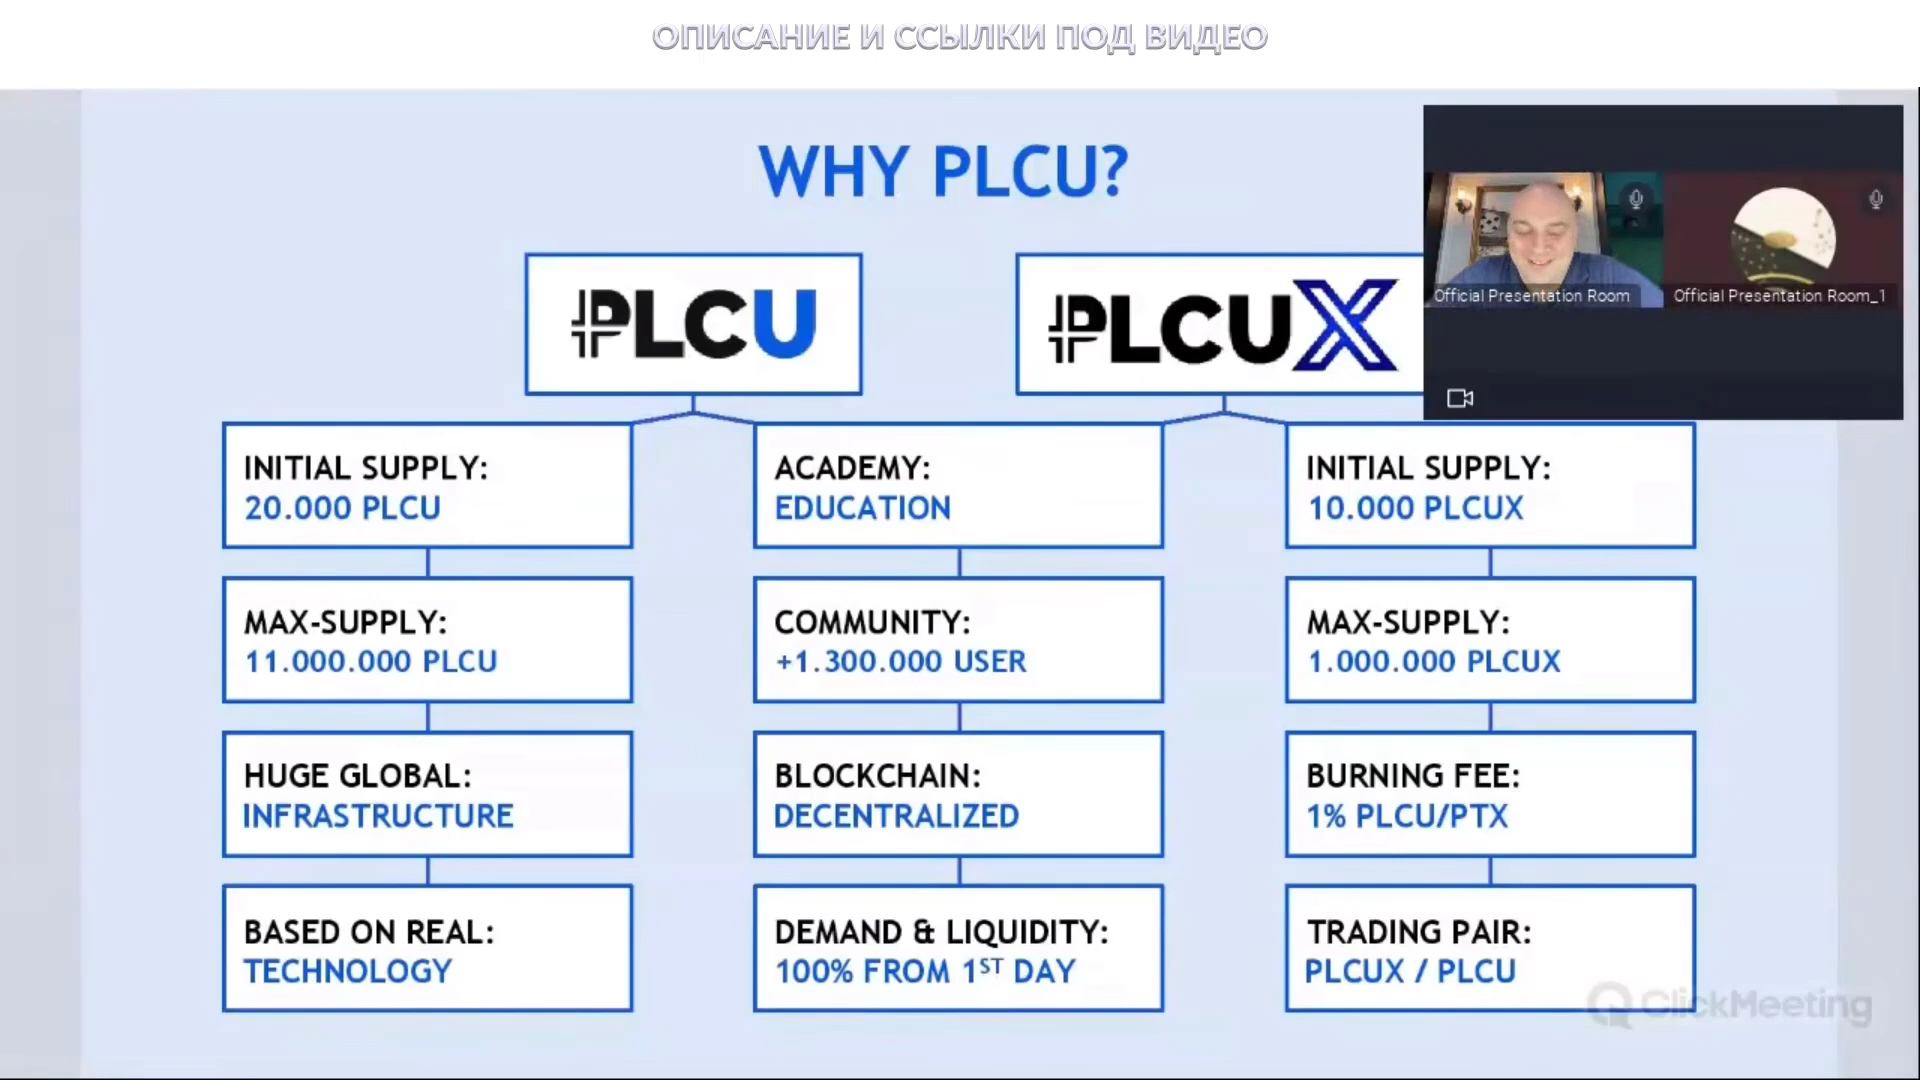 ОПИСАНИЕ И ССЫЛКИ ПОД ВИДЕО
WHY PLCU?
PLCU
PLCUX
Official Presentation Room
Official Presentation Room_1
INITIAL SUPPLY:
20.000 PLCU
MAX-SUPPLY:
11.000.000 PLCU
HUGE GLOBAL:
INFRASTRUCTURE
BASED ON REAL:
TECHNOLOGY
ACADEMY:
EDUCATION
COMMUNITY:
+1.300.000 USER
BLOCKCHAIN:
DECENTRALIZED
DEMAND & LIQUIDITY:
100% FROM 1ST DAY
INITIAL SUPPLY:
10.000 PLCUX
MAX-SUPPLY:
1.000.000 PLCUX
BURNING FEE:
1% PLCU/PTX
TRADING PAIR:
PLCUX / PLCU
ClickMeeting